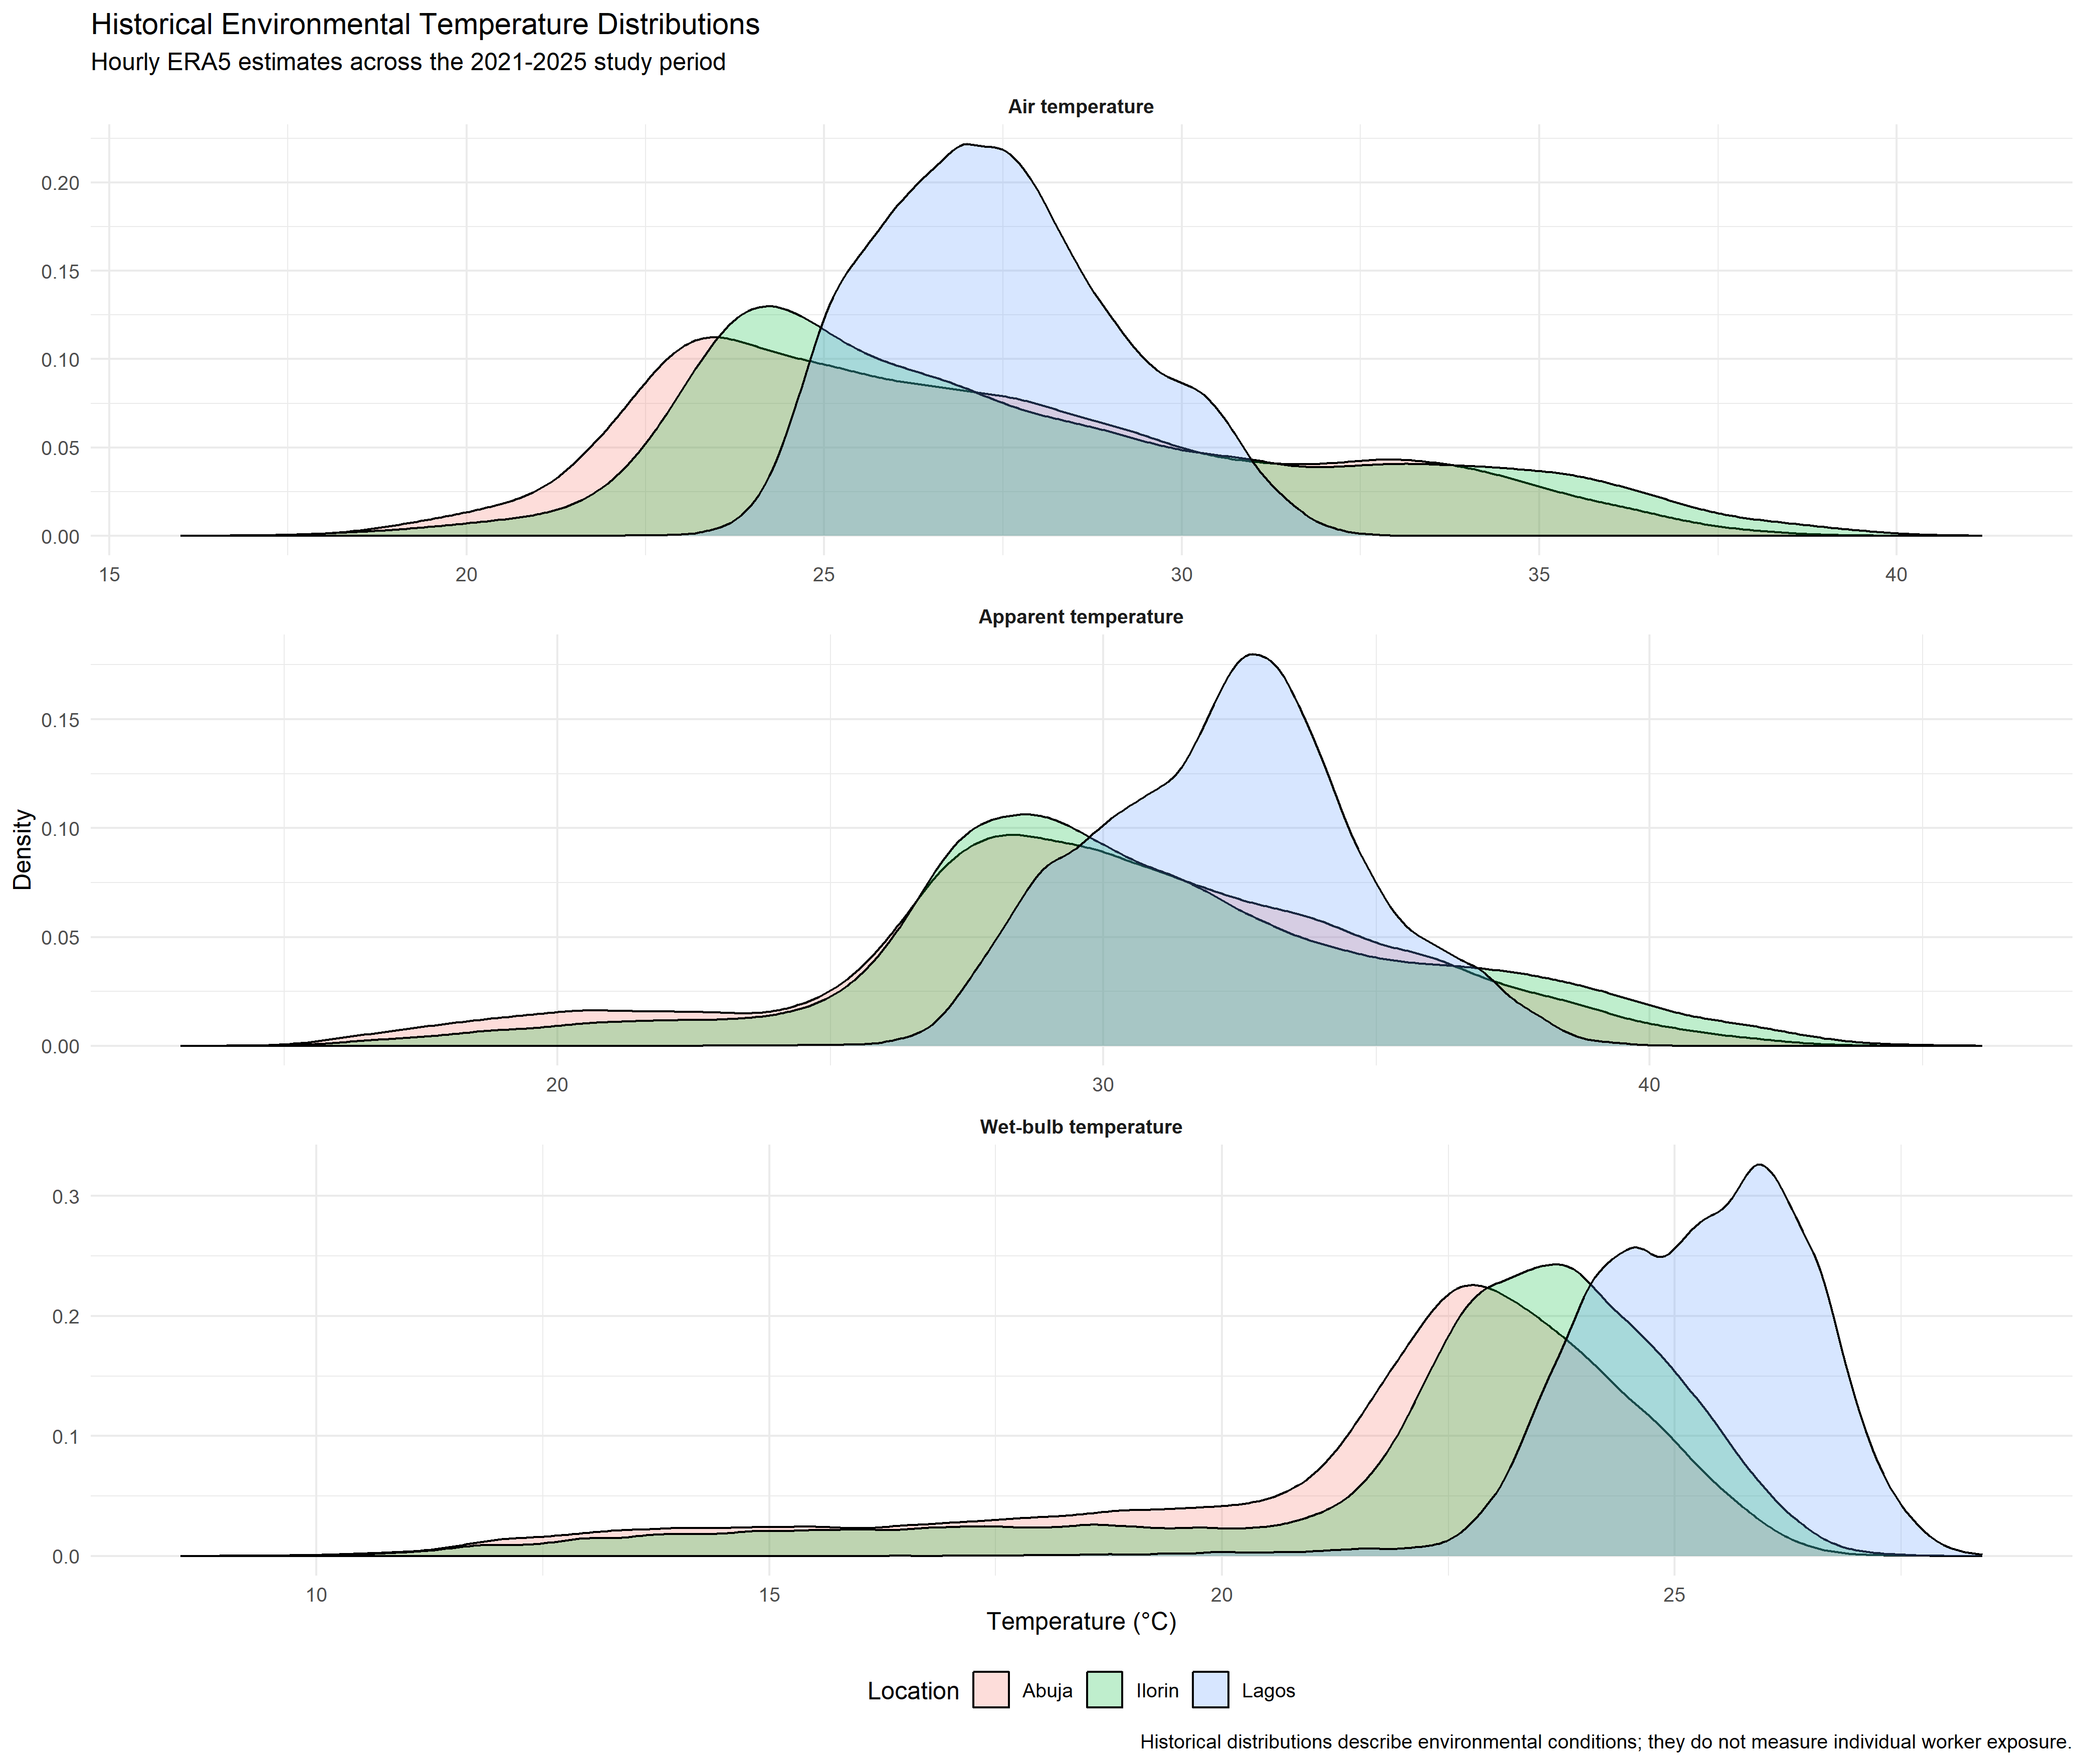 Historical Environmental Temperature Distributions
Hourly ERA5 estimates across the 2021-2025 study period
Air temperature
0.20
0.15
0.10
0.05
0.00
15 20 25 30 35 40
Apparent temperature
Density
0.15
0.10
0.05
0.00
20 30 40
Wet-bulb temperature
0.3
0.2
0.1
0.0
10 15 20 25
Temperature (°C)
Location Abuja Ilorin Lagos
Historical distributions describe environmental conditions; they do not measure individual worker exposure.